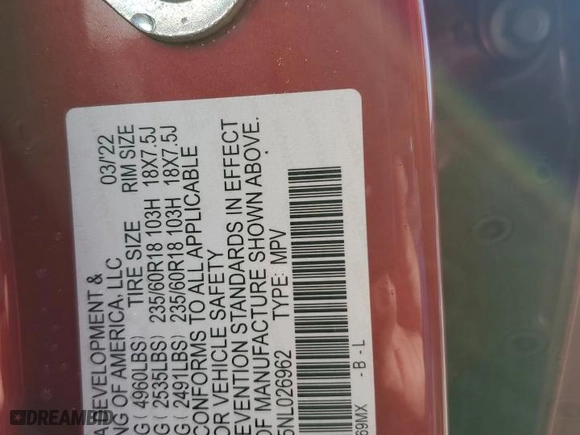 A DEVELOPMENT & 03/'22
NG OF AMERICA, LLC
TIRE SIZE RIM SIZE
G ( 4960LBS)
G ( 2535LBS) 235/60R18 103H 18X7.5J
G ( 2491LBS) 235/60R18 103H 18X7.5J
CONFORMS TO ALL APPLICABLE
OR VEHICLE SAFETY
EVENTION STANDARDS IN EFFECT
OF MANUFACTURE SHOWN ABOVE.
5NL026962 TYPE: MPV
69MX - B - L
DREAMBID